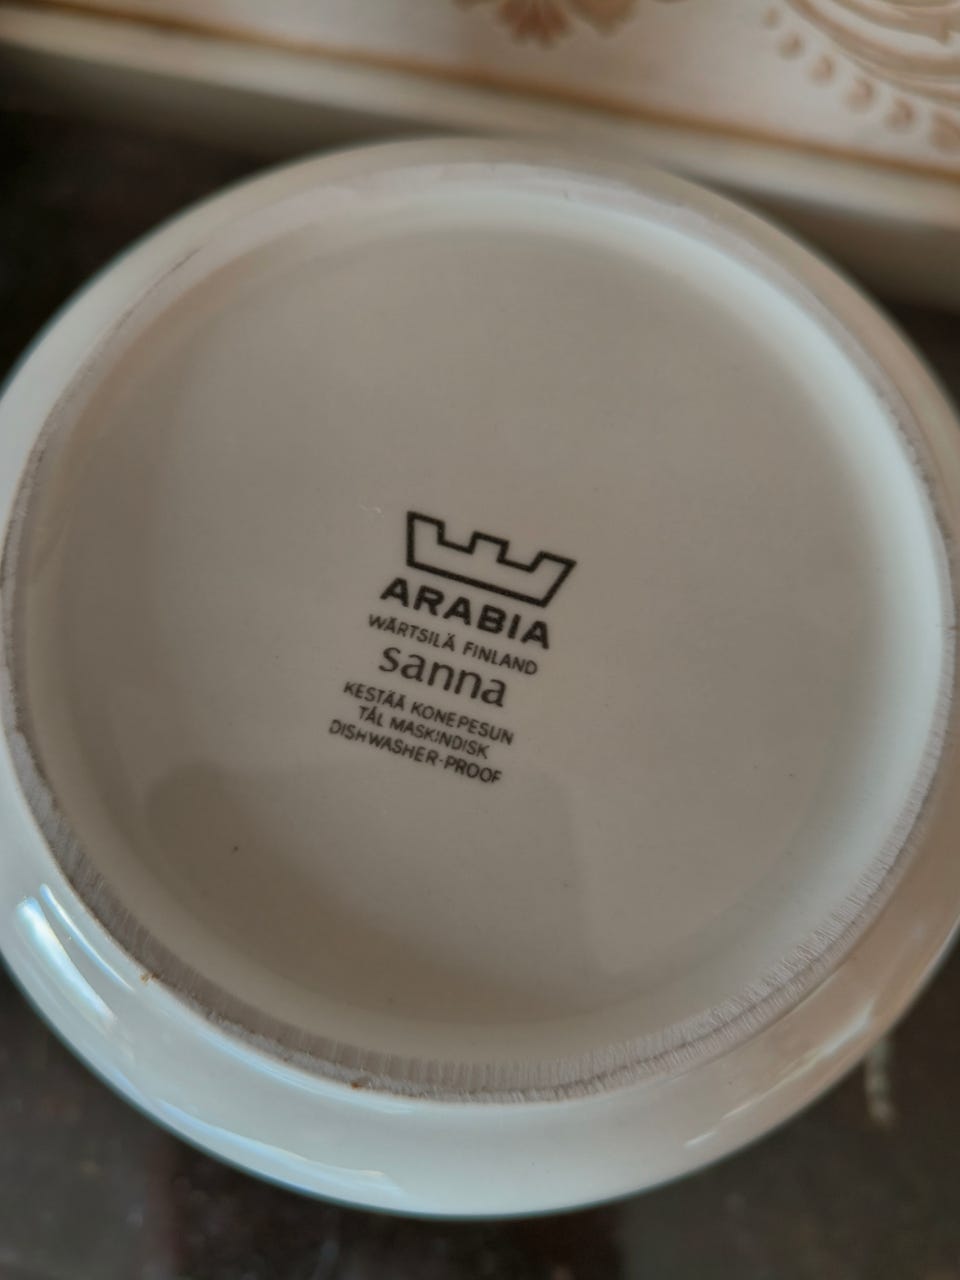 ARABIA
WÄRTSILÄ FINLAND
sanna
KESTÄÄ KONEPESUN
TÅL MASKINDISK
DISHWASHER-PROOF